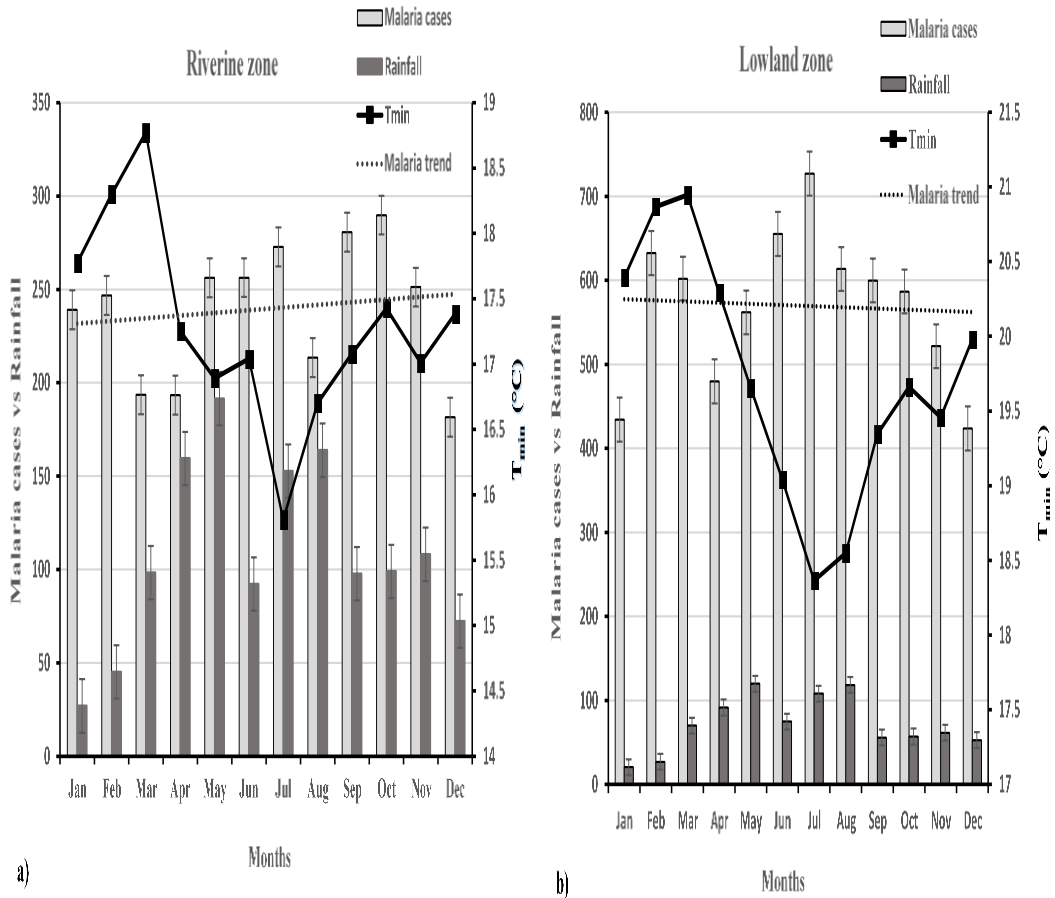 Malaria cases
Riverine zone
Rainfall
Tmin
Malaria trend
350
300
250
200
150
100
50
0
19
18.5
18
17.5
17
16.5
16
15.5
15
14.5
14
Malaria cases vs Rainfall
Tmin (°C)
Jan Feb Mar Apr May Jun Jul Aug Sep Oct Nov Dec
Months
a)
Malaria cases
Lowland zone
Rainfall
Tmin
Malaria trend
800
700
600
500
400
300
200
100
0
21.5
21
20.5
20
19.5
19
18.5
18
17.5
17
Malaria cases vs Rainfall
Tmin (°C)
Jan Feb Mar Apr May Jun Jul Aug Sep Oct Nov Dec
Months
b)